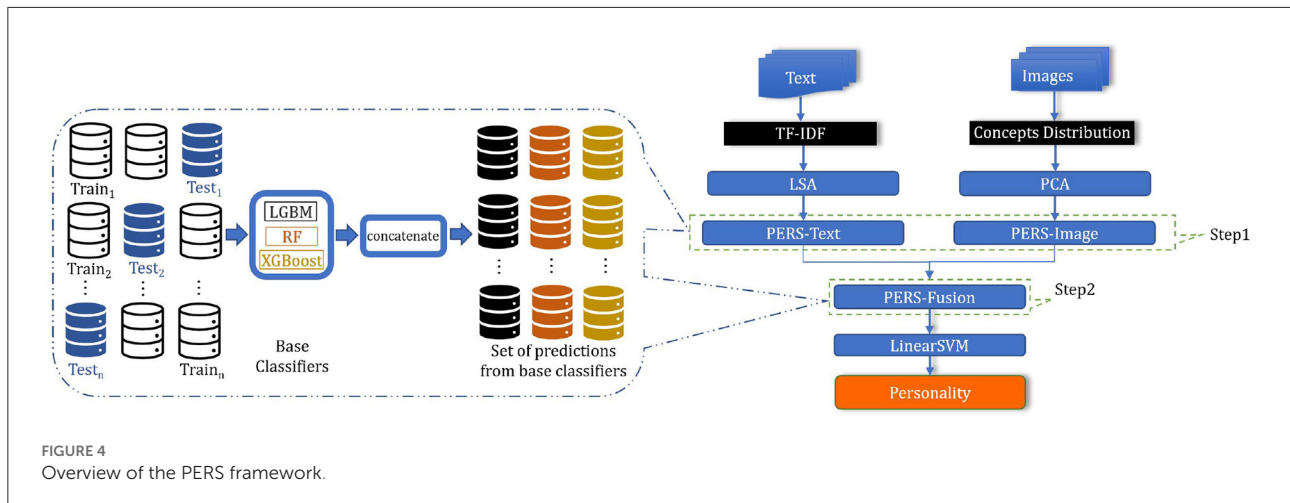 Text
Images
TF-IDF
Concepts Distribution
LSA
PCA
PERS-Text
PERS-Image
Step1
PERS-Fusion
Step2
LinearSVM
Personality
Train1
Test1
Train2
Test2
Testn
Trainn
LGBM
RF
XGBoost
Base
Classifiers
concatenate
Set of predictions
from base classifiers
FIGURE 4
Overview of the PERS framework.